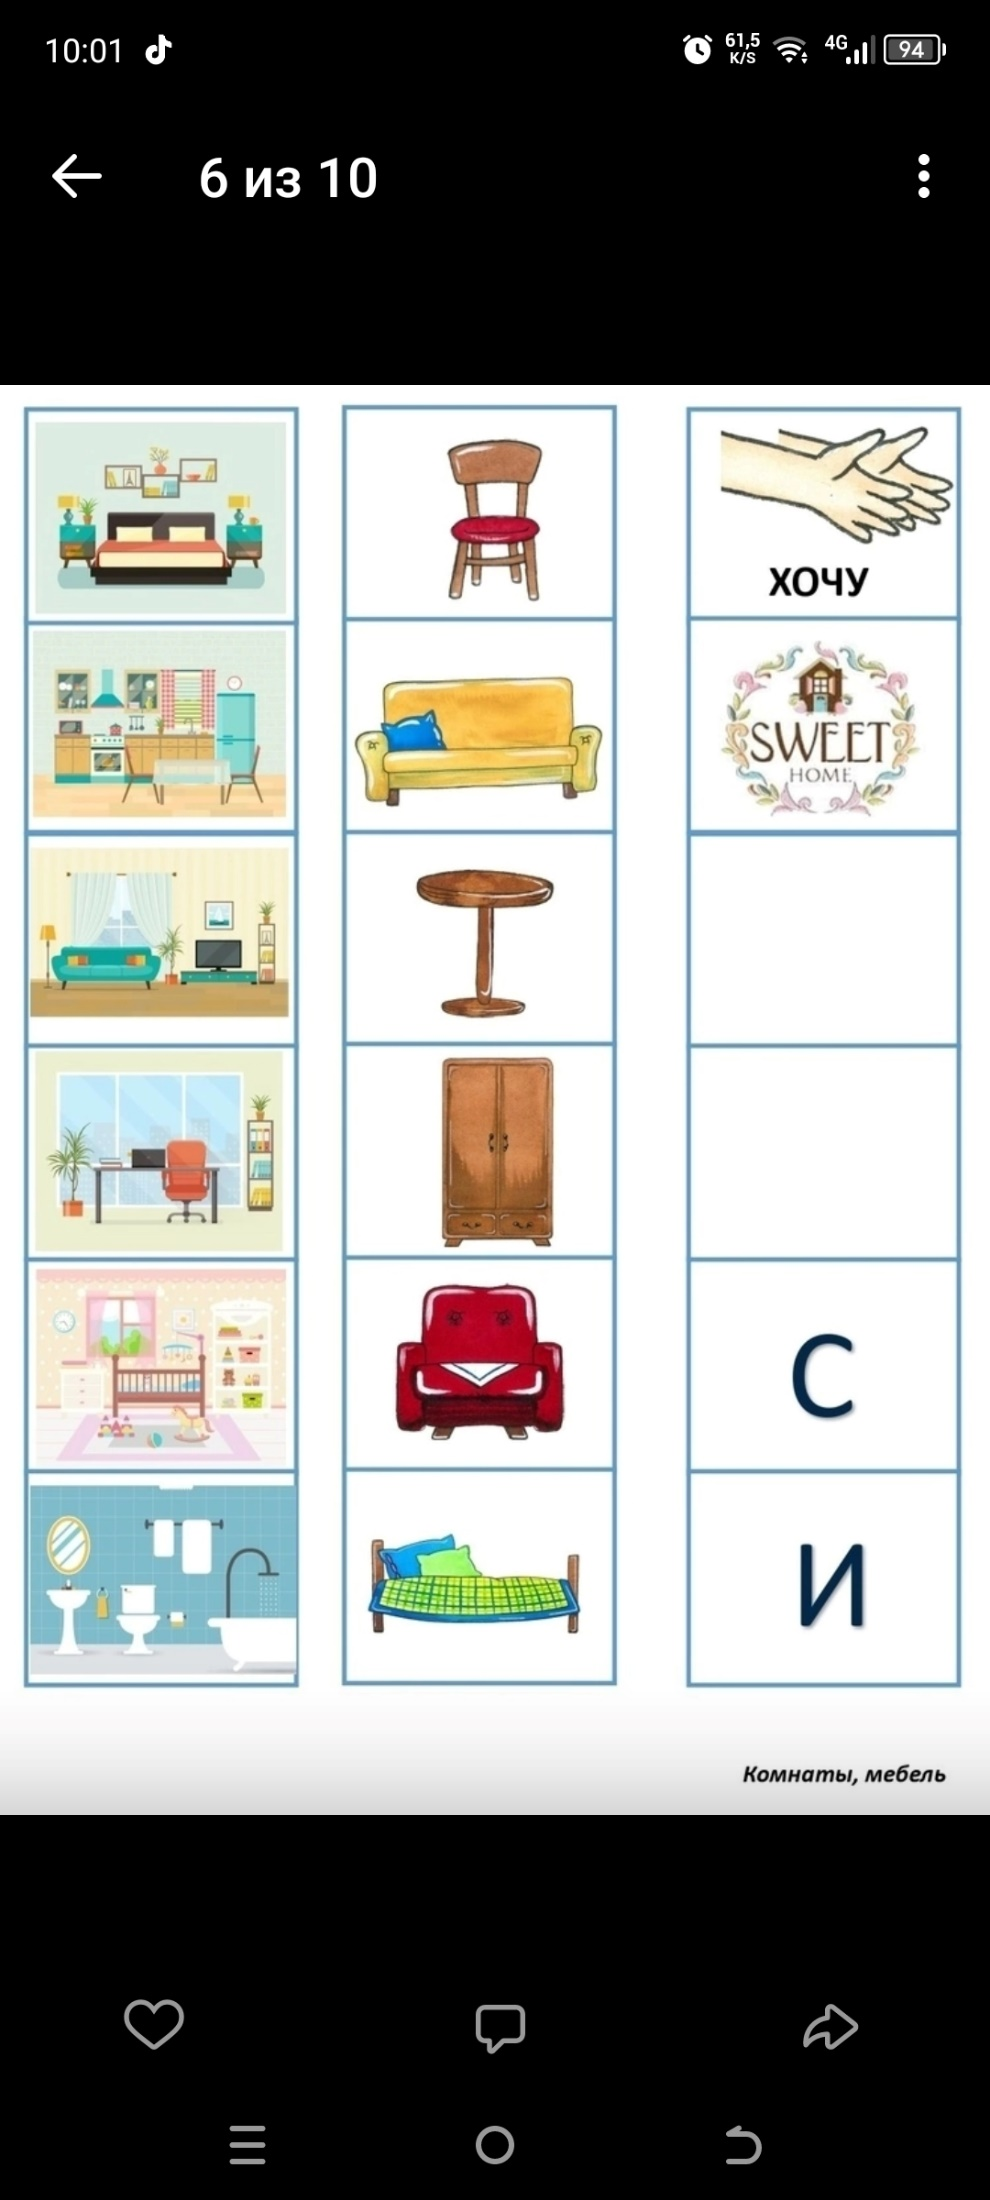 10:01
61,5
K/S
4G
94
6 из 10
ХОЧУ
SWEET
HOME
С
И
Комнаты, мебель